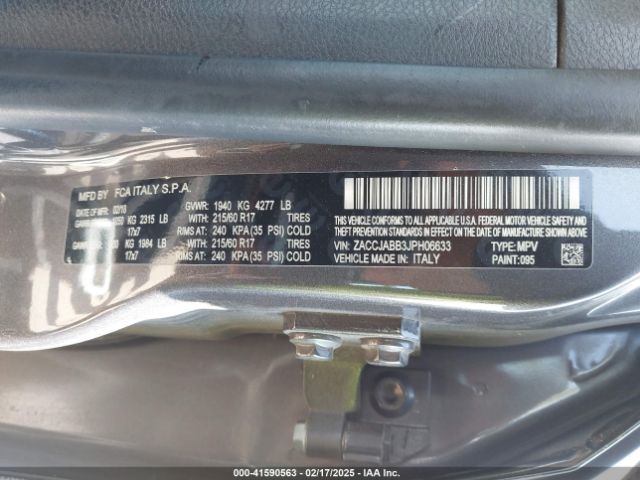 MFD BY FCA ITALY S.P.A.
DATE OF MFR GVWR: 1940 KG 4277 LB
KG 2315 LB WITH: 215/60 R17 TIRES
17x7 RIMS AT: 240 KPA (35 PSI) COLD
KG 1984 LB WITH: 215/60 R17 TIRES
17x7 RIMS AT: 240 KPA (35 PSI) COLD
THIS VEHICLE CONFORMS TO ALL APPLICABLE
FEDERAL MOTOR VEHICLE SAFETY, BUMPER, AND
THEFT PREVENTION STANDARDS IN EFFECT ON
THE DATE OF MANUFACTURE SHOWN ABOVE.
VIN: ZACCJABB3JPH06633 TYPE: MPV
VEHICLE MADE IN: ITALY PAINT: 095
000-41590563 - 02/17/2025 - IAA Inc.